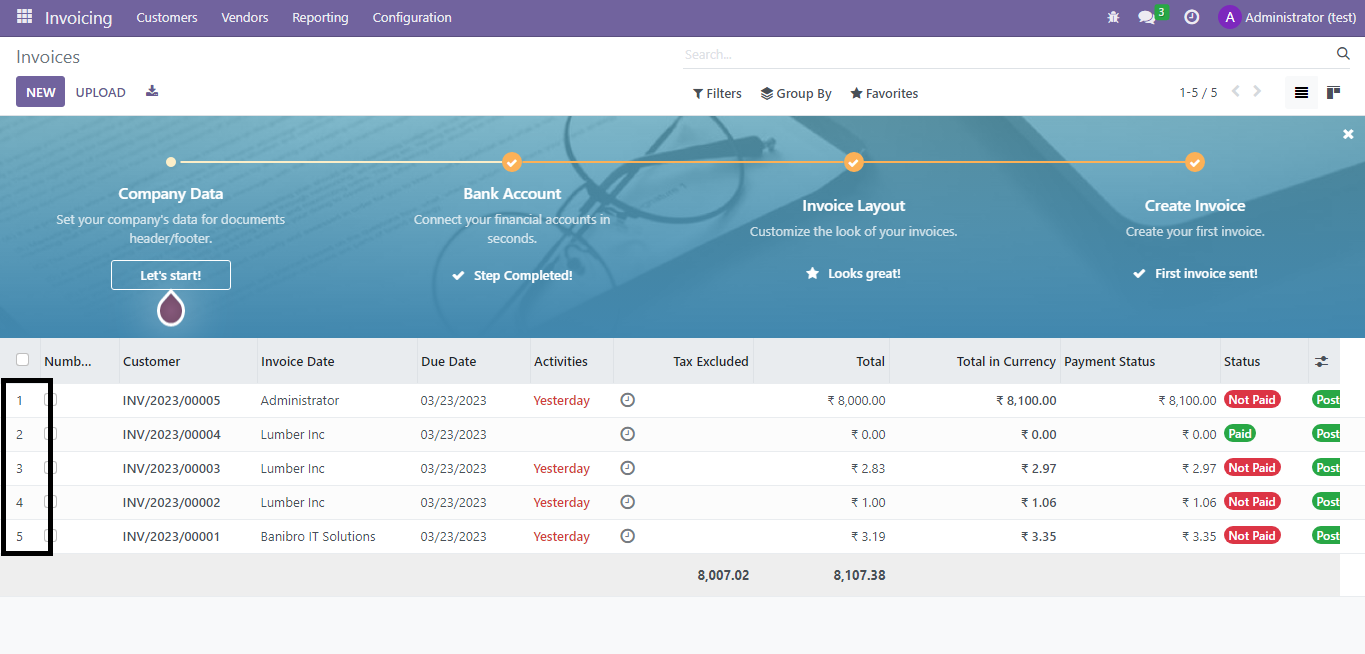 Invoicing Customers Vendors Reporting Configuration 3 A Administrator (test)
Invoices Search...
NEW UPLOAD Filters Group By Favorites 1-5 / 5
Company Data
Set your company's data for documents
header/footer.
Let's start!
Bank Account
Connect your financial accounts in
seconds.
Step Completed!
Invoice Layout
Customize the look of your invoices.
Looks great!
Create Invoice
Create your first invoice.
First invoice sent!
Numb... Customer Invoice Date Due Date Activities Tax Excluded Total Total in Currency Payment Status Status
1 INV/2023/00005 Administrator 03/23/2023 Yesterday ₹ 8,000.00 ₹ 8,100.00 ₹ 8,100.00 Not Paid Post
2 INV/2023/00004 Lumber Inc 03/23/2023 ₹ 0.00 ₹ 0.00 ₹ 0.00 Paid Post
3 INV/2023/00003 Lumber Inc 03/23/2023 Yesterday ₹ 2.83 ₹ 2.97 ₹ 2.97 Not Paid Post
4 INV/2023/00002 Lumber Inc 03/23/2023 Yesterday ₹ 1.00 ₹ 1.06 ₹ 1.06 Not Paid Post
5 INV/2023/00001 Banibro IT Solutions 03/23/2023 Yesterday ₹ 3.19 ₹ 3.35 ₹ 3.35 Not Paid Post
8,007.02 8,107.38